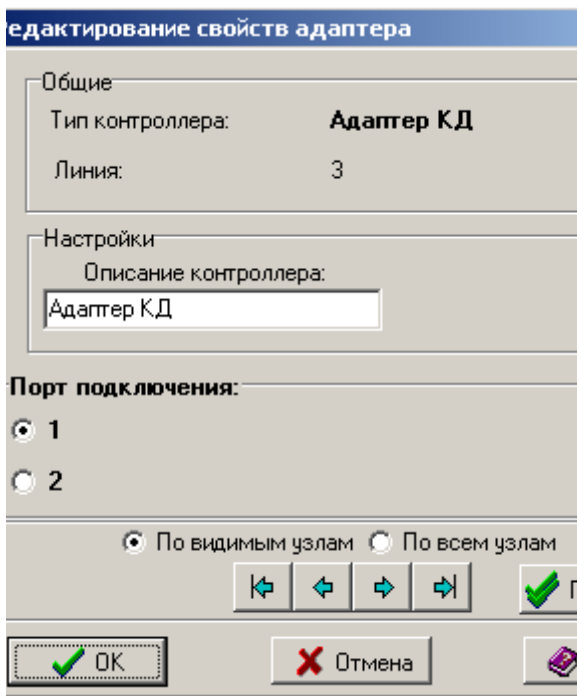 едактирование свойств адаптера
Общие
Тип контроллера: Адаптер КД
Линия: 3
Настройки
Описание контроллера:
Адаптер КД
Порт подключения:
1
2
По видимым узлам По всем узлам
П
OK Отмена